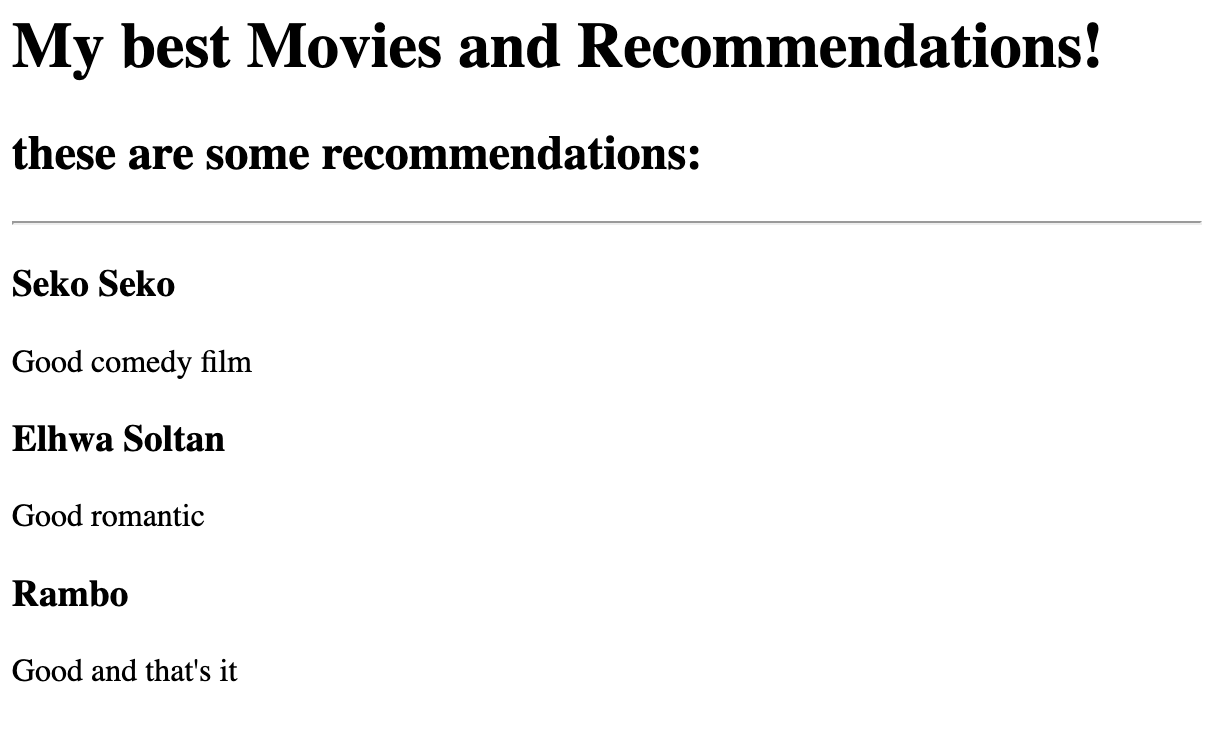 My best Movies and Recommendations!
these are some recommendations:
Seko Seko
Good comedy film
Elhwa Soltan
Good romantic
Rambo
Good and that's it